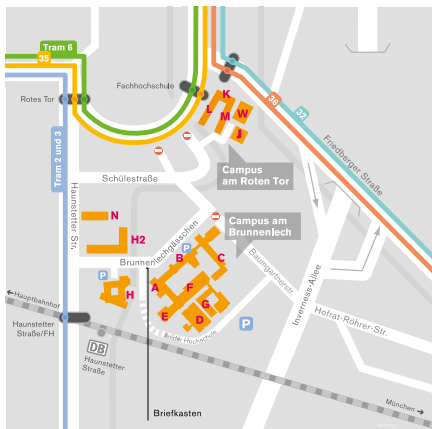 Tram 6
35
K
Fachhochschule
L
W
M
J
Rotes Tor
36
32
Friedberger Straße
Tram 2 und 3
Campus
am Roten Tor
Schülestraße
Haunstetter Str.
N
H2
Brunnenlechgässchen
P
Campus am
Brunnenlech
B
C
P
H
A
F
E
G
D
Baumgartnerstr.
Inverness-Allee
Hauptbahnhof
Haunstetter
Straße/FH
An der Hochschule
P
Hofrat-Röhrer-Str.
DB
Haunstetter
Straße
München
Briefkasten